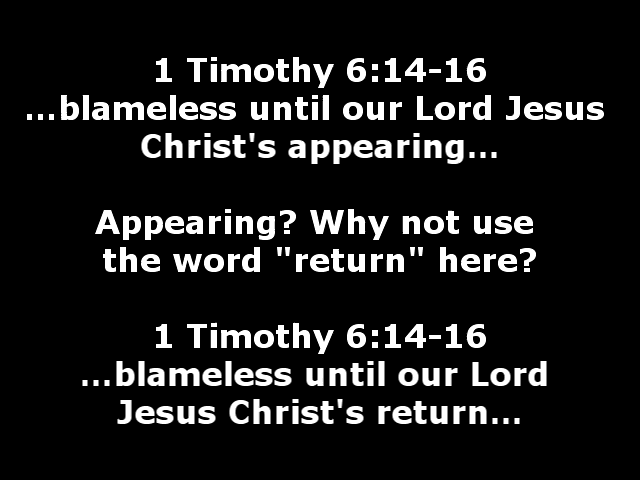 1 Timothy 6:14-16
...blameless until our Lord Jesus
Christ's appearing...
Appearing? Why not use
the word "return" here?
1 Timothy 6:14-16
...blameless until our Lord
Jesus Christ's return...